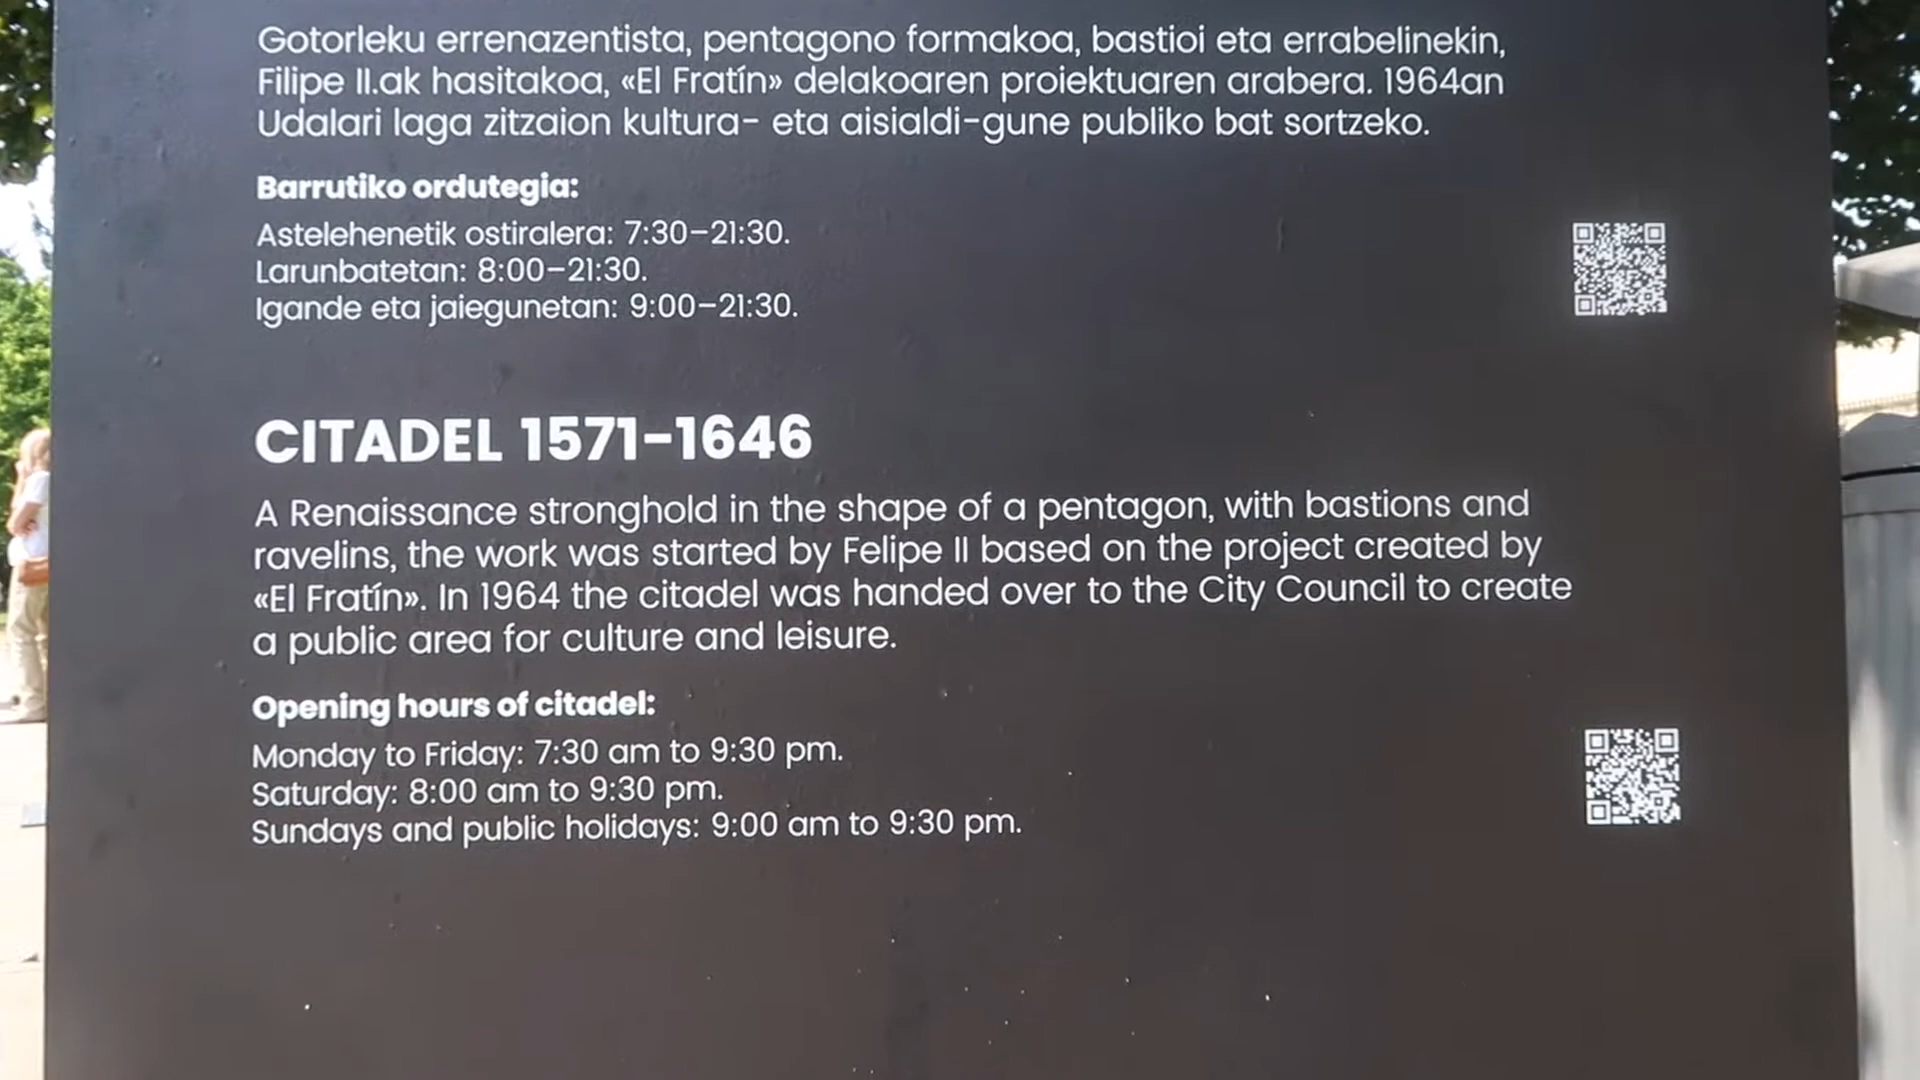 Gotorleku errenazentista, pentagono formakoa, bastioi eta errabelinekin,
Filipe II.ak hasitakoa, «El Fratín» delakoaren proiektuaren arabera. 1964an
Udalari laga zitzaion kultura- eta aisialdi-gune publiko bat sortzeko.
Barrutiko ordutegia:
Astelehenetik ostiralera: 7:30–21:30.
Larunbatetan: 8:00–21:30.
Igande eta jaiegunetan: 9:00–21:30.
CITADEL 1571-1646
A Renaissance stronghold in the shape of a pentagon, with bastions and
ravelins, the work was started by Felipe II based on the project created by
«El Fratín». In 1964 the citadel was handed over to the City Council to create
a public area for culture and leisure.
Opening hours of citadel:
Monday to Friday: 7:30 am to 9:30 pm.
Saturday: 8:00 am to 9:30 pm.
Sundays and public holidays: 9:00 am to 9:30 pm.